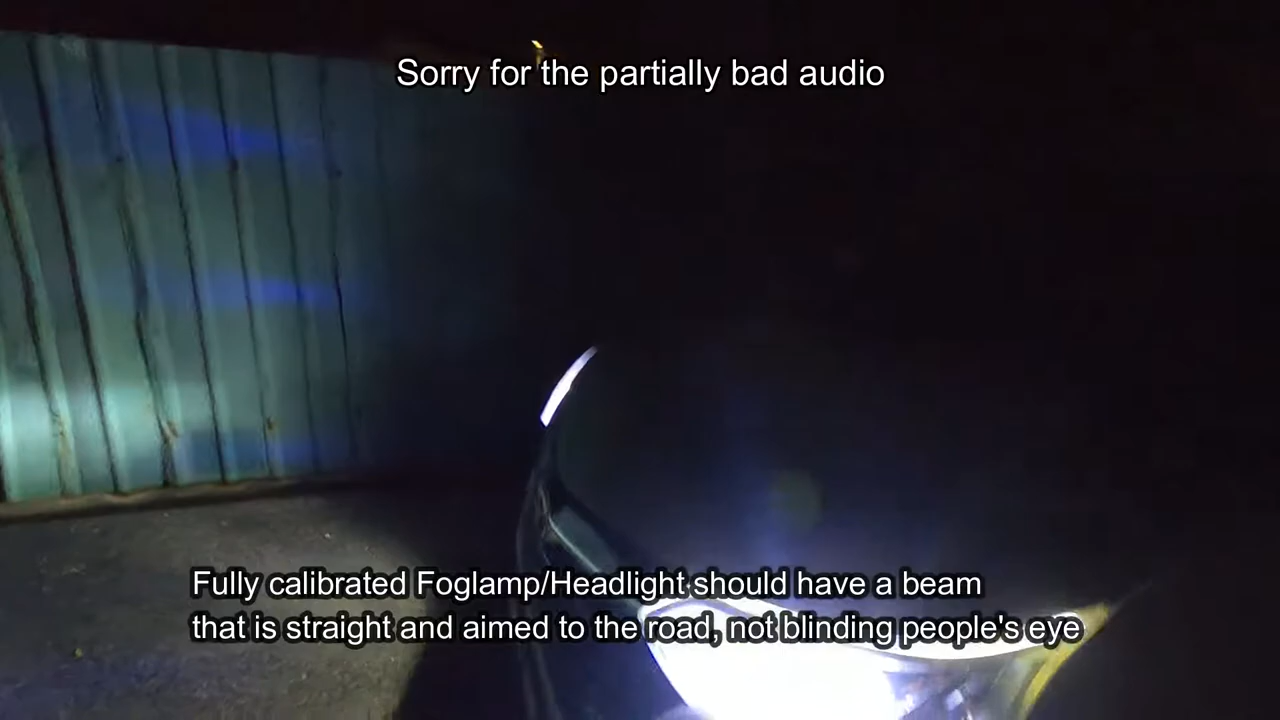 Sorry for the partially bad audio
Fully calibrated Foglamp/Headlight should have a beam
that is straight and aimed to the road, not blinding people's eye